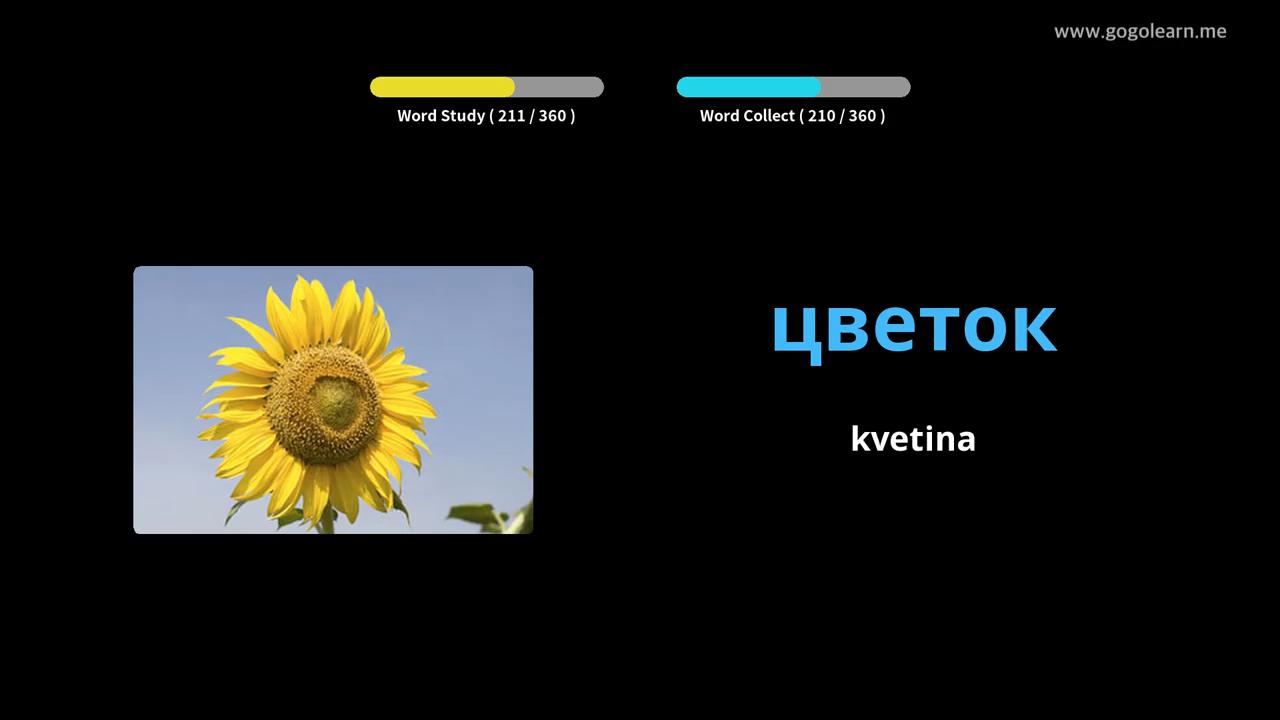 www.gogolearn.me
Word Study ( 211 / 360 )
Word Collect ( 210 / 360 )
цветок
kvetina